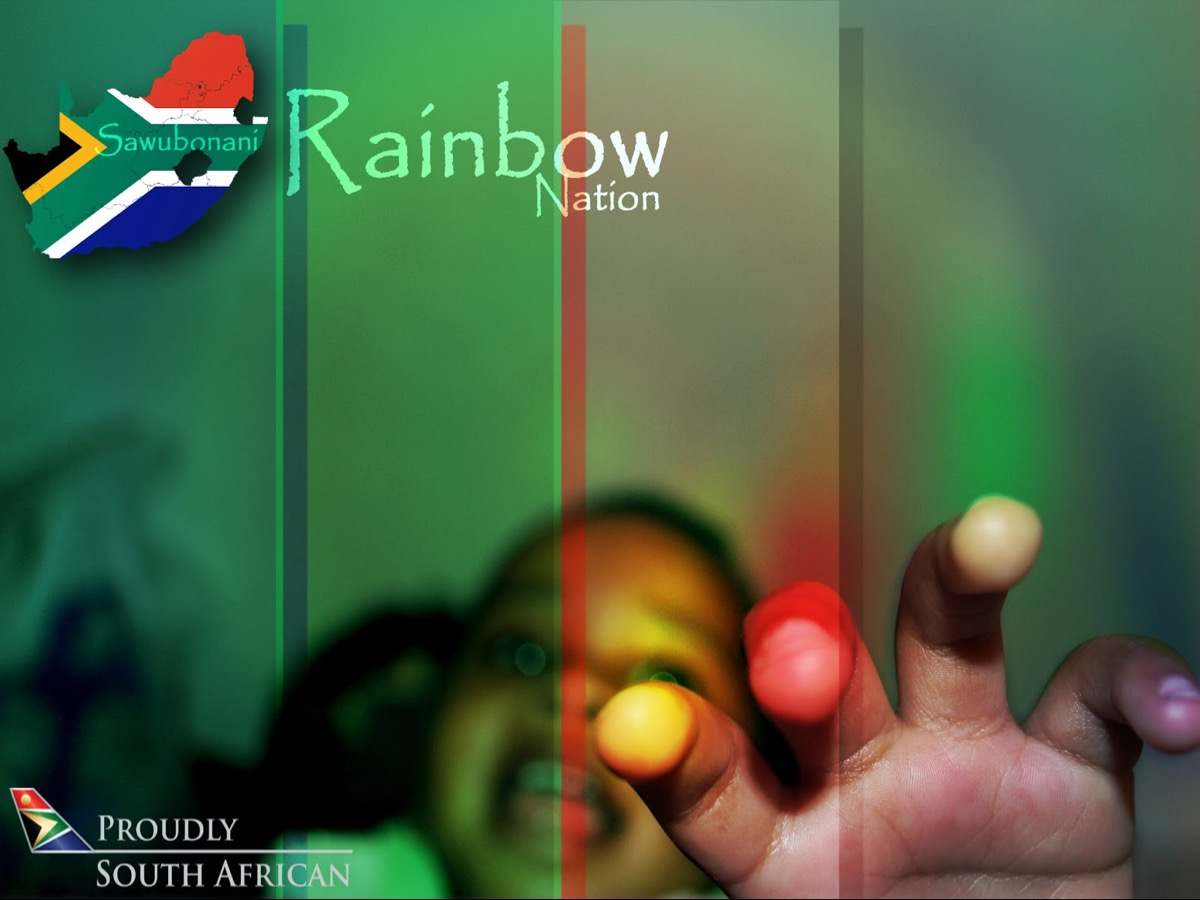 Sawubonani
Rainbow
Nation
Proudly
South African